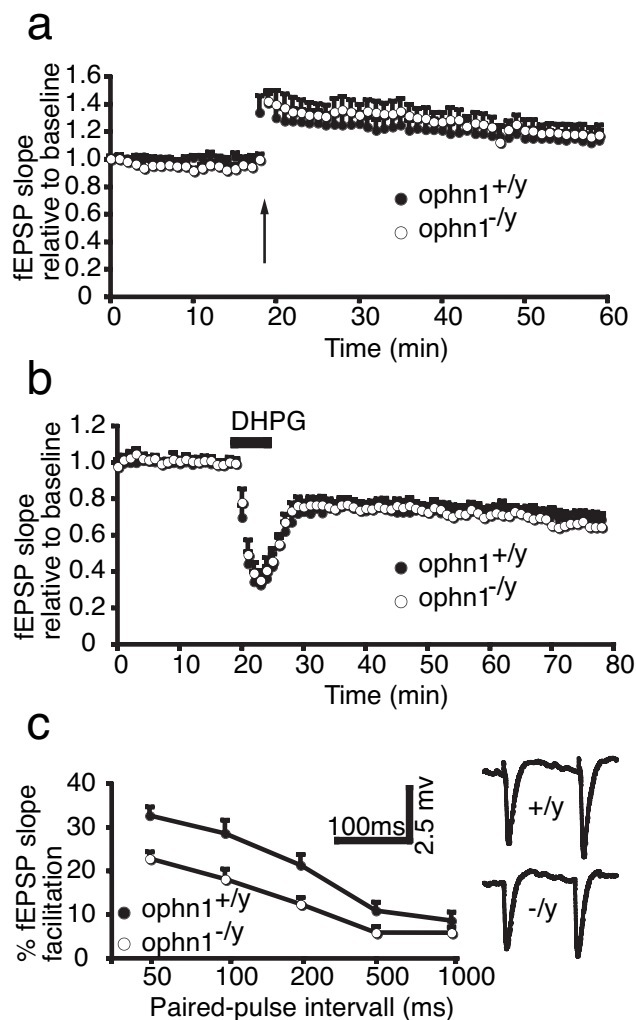 a
fEPSP slope
relative to baseline
1.6
1.4
1.2
1.0
0.8
0.6
0.4
0.2
0
ophn1+/y
ophn1-/y
0 10 20 30 40 50 60
Time (min)
b
fEPSP slope
relative to baseline
1.2
1.0
0.8
0.6
0.4
0.2
0
DHPG
ophn1+/y
ophn1-/y
0 10 20 30 40 50 60 70 80
Time (min)
c
% fEPSP slope
facilitation
40
30
20
10
0
100ms
2.5 mv
ophn1+/y
ophn1-/y
50 100 200 500 1000
Paired-pulse intervall (ms)
+/y
-/y